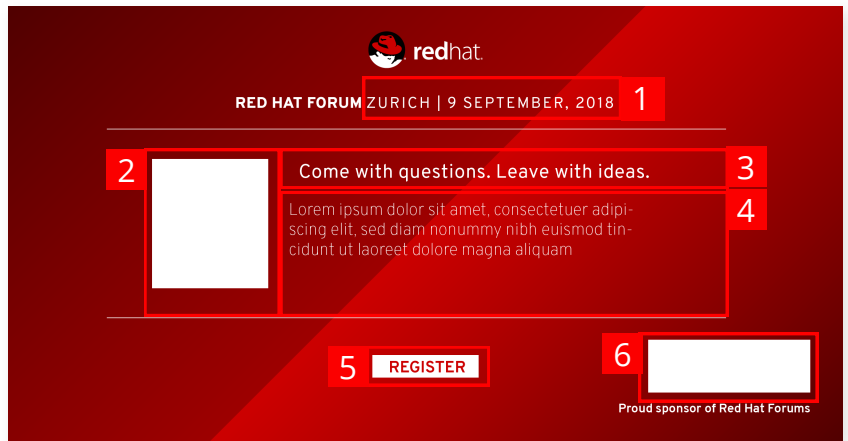 redhat.
RED HAT FORUM ZURICH | 9 SEPTEMBER, 2018 1
2
Come with questions. Leave with ideas. 3
4
Lorem ipsum dolor sit amet, consectetuer adipi-
scing elit, sed diam nonummy nibh euismod tin-
cidunt ut laoreet dolore magna aliquam
5 REGISTER
6
Proud sponsor of Red Hat Forums